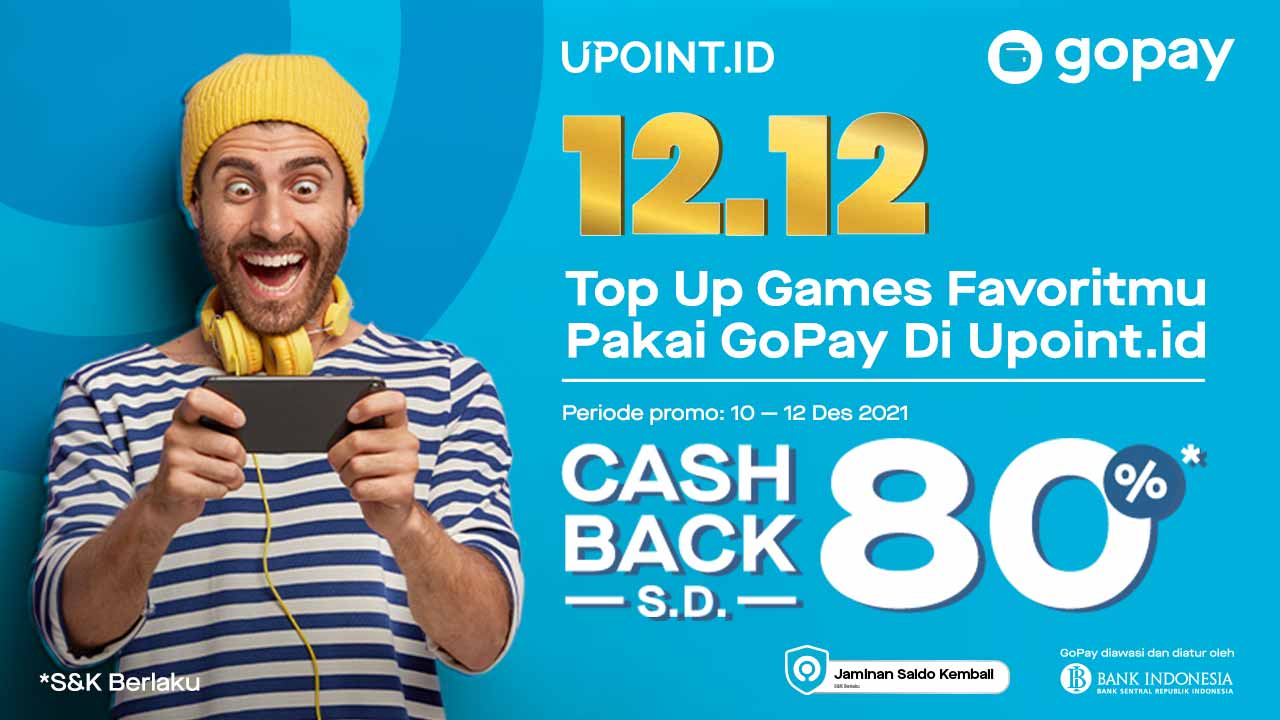 UPOINT.ID
gopay
12.12
Top Up Games Favoritmu
Pakai GoPay Di Upoint.id
Periode promo: 10 – 12 Des 2021
CASH
BACK
S.D.
80%*
*S&K Berlaku
Jaminan Saldo Kembali
S&K Berlaku
GoPay diawasi dan diatur oleh
BANK INDONESIA
BANK SENTRAL REPUBLIK INDONESIA